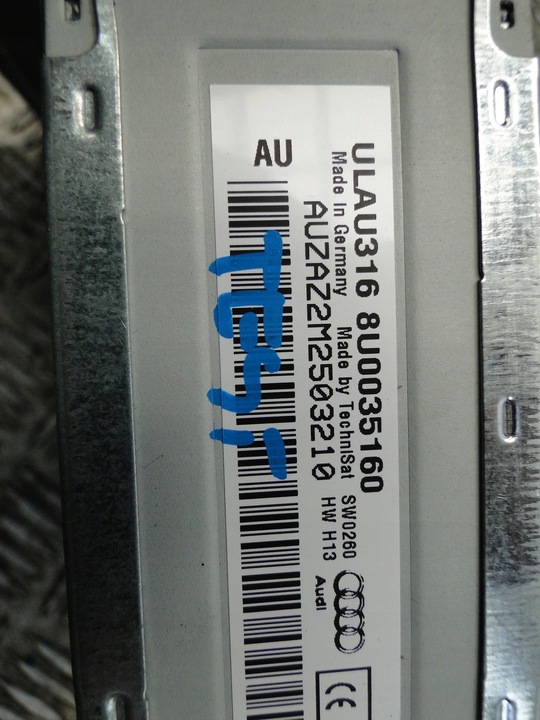 ULAU316 8U0035160
Made In Germany Made by TechniSat SW0260
AUZAZ2M2503210 HW H13
AU
Audi
CE
TEST